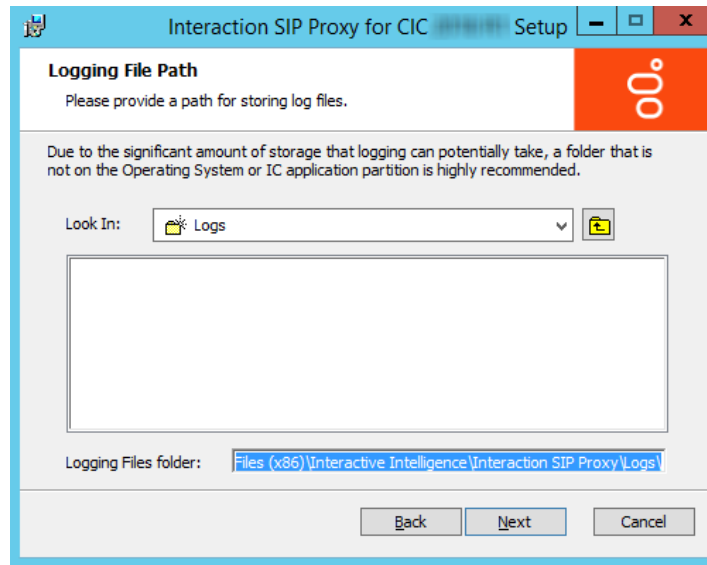 Interaction SIP Proxy for CIC Setup
Logging File Path
Please provide a path for storing log files.
Due to the significant amount of storage that logging can potentially take, a folder that is
not on the Operating System or IC application partition is highly recommended.
Look In:
Logs
Logging Files folder:
Files (x86)\Interactive Intelligence\Interaction SIP Proxy\Logs\
Back
Next
Cancel